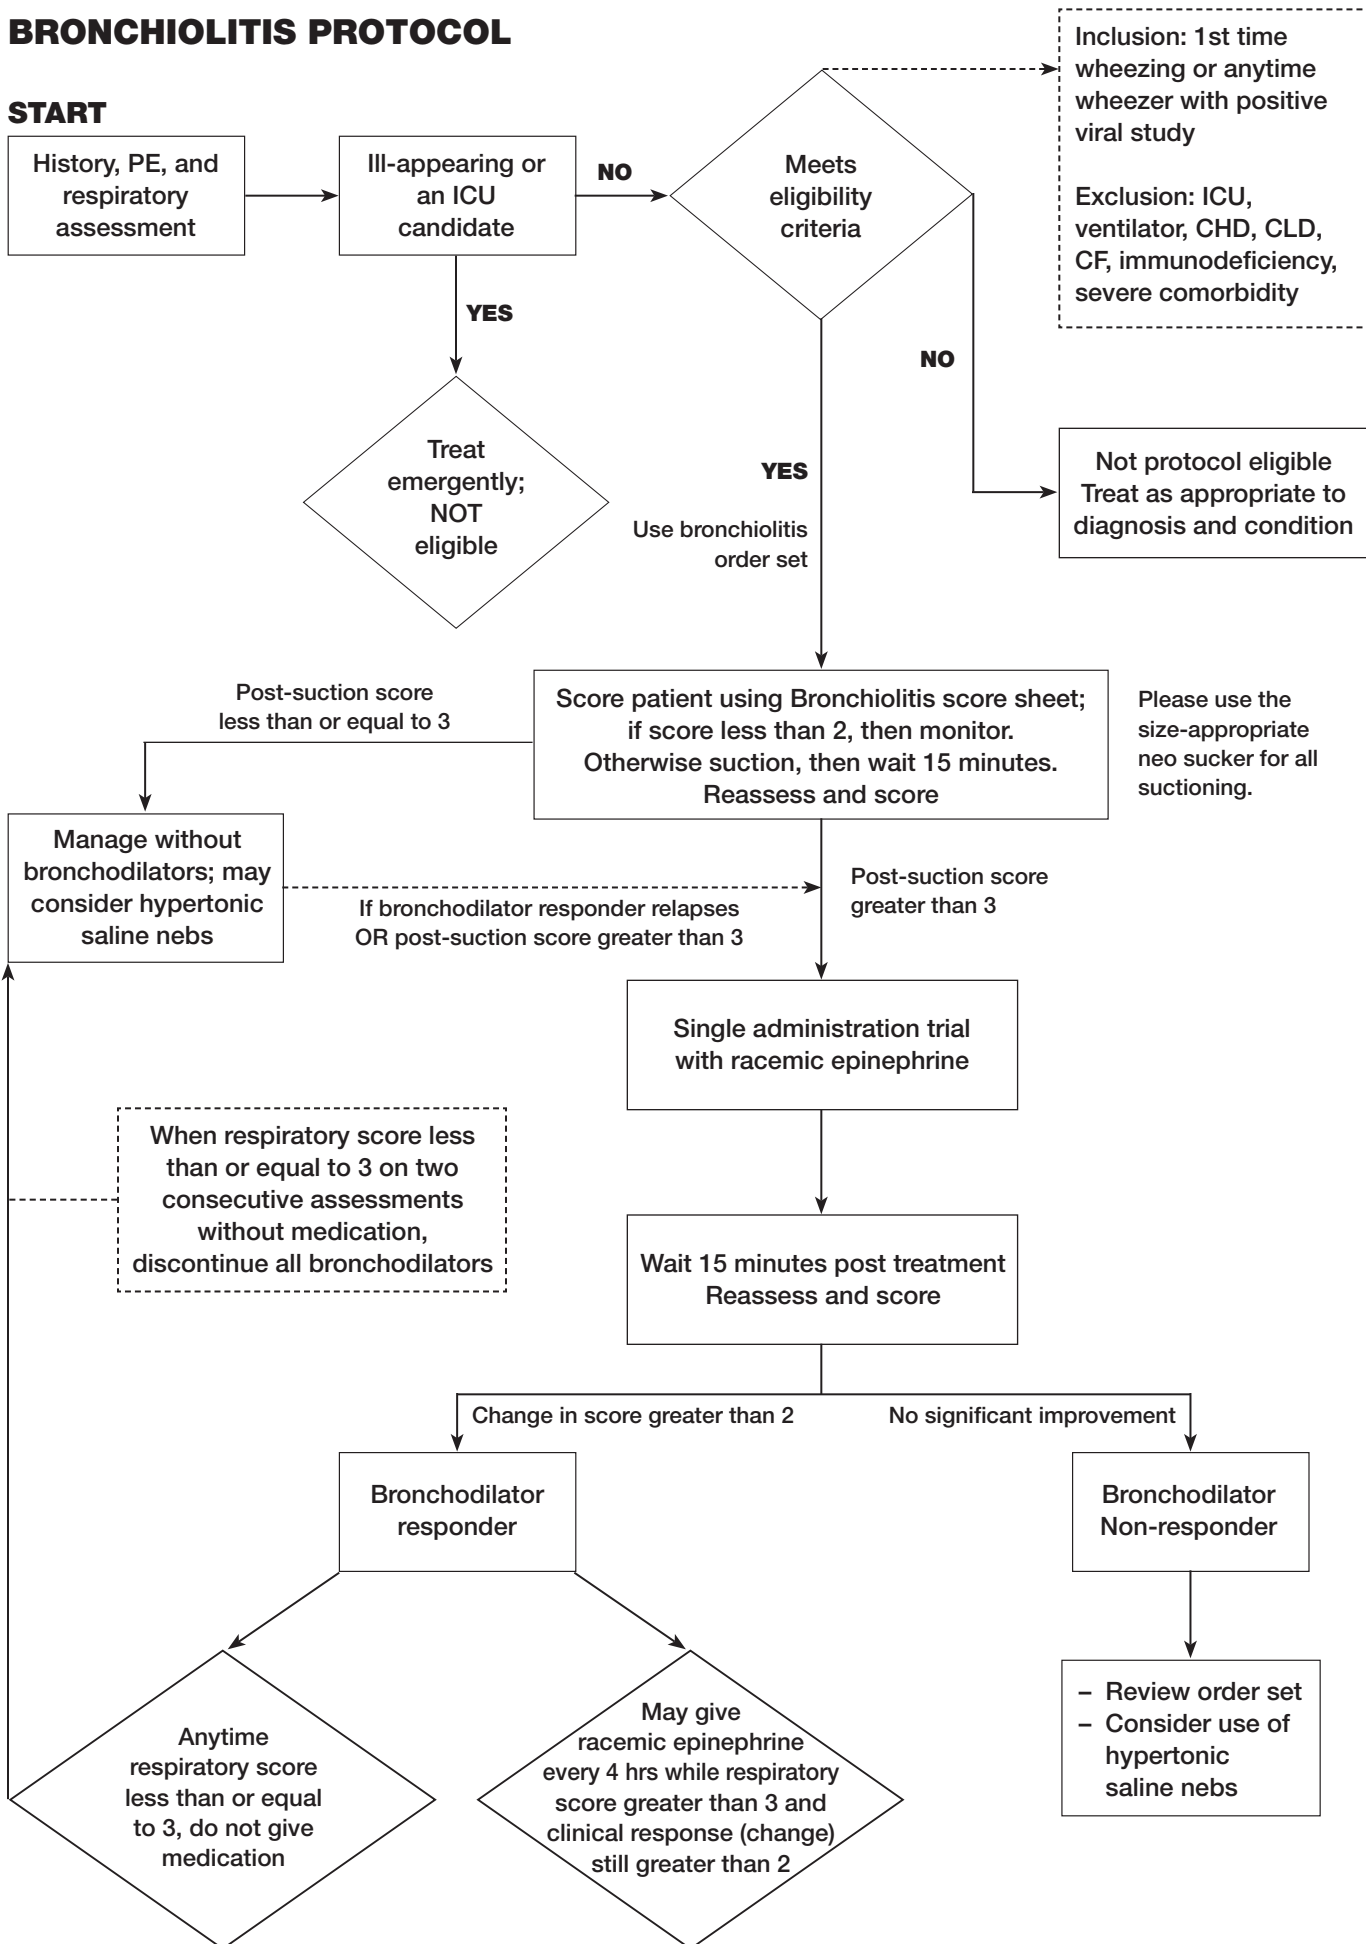 BRONCHIOLITIS PROTOCOL
START
History, PE, and
respiratory
assessment
Ill-appearing or
an ICU
candidate
NO
Meets
eligibility
criteria
Inclusion: 1st time
wheezing or anytime
wheezer with positive
viral study
Exclusion: ICU,
ventilator, CHD, CLD,
CF, immunodeficiency,
severe comorbidity
YES
Treat
emergently;
NOT
eligible
NO
Not protocol eligible
Treat as appropriate to
diagnosis and condition
YES
Use bronchiolitis
order set
Score patient using Bronchiolitis score sheet;
if score less than 2, then monitor.
Otherwise suction, then wait 15 minutes.
Reassess and score
Please use the
size-appropriate
neo sucker for all
suctioning.
Post-suction score
less than or equal to 3
Manage without
bronchodilators; may
consider hypertonic
saline nebs
If bronchodilator responder relapses
OR post-suction score greater than 3
Post-suction score
greater than 3
Single administration trial
with racemic epinephrine
When respiratory score less
than or equal to 3 on two
consecutive assessments
without medication,
discontinue all bronchodilators
Wait 15 minutes post treatment
Reassess and score
Change in score greater than 2
No significant improvement
Bronchodilator
responder
Bronchodilator
Non-responder
Anytime
respiratory score
less than or equal
to 3, do not give
medication
May give
racemic epinephrine
every 4 hrs while respiratory
score greater than 3 and
clinical response (change)
still greater than 2
– Review order set
– Consider use of
hypertonic
saline nebs